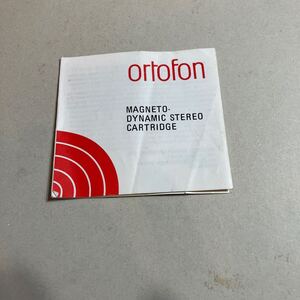 ortofon
MAGNETO-
DYNAMIC STEREO
CARTRIDGE